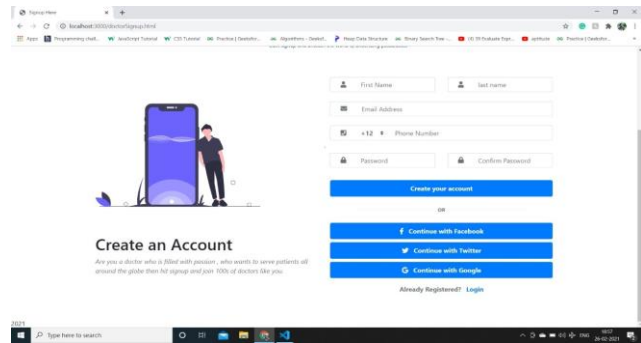 Signup Here
localhost:3000/doctorSignup.html
Apps Programming chall... JavaScript Tutorial CSS Tutorial Practice | Geeksfor... Algorithms - GeeksF... Heap Data Structure Binary Search Tree -... aptitude Practice | Geeksfor...
First Name last name
Email Address
+12 Phone Number
Password Confirm Password
Create your account
OR
Continue with Facebook
Continue with Twitter
Continue with Google
Already Registered? Login
Create an Account
Are you a doctor who is filled with passion , who wants to serve patients all
around the globe then hit signup and join 100s of doctors like you.
2021
Type here to search
ENG
16:57
26-02-2021